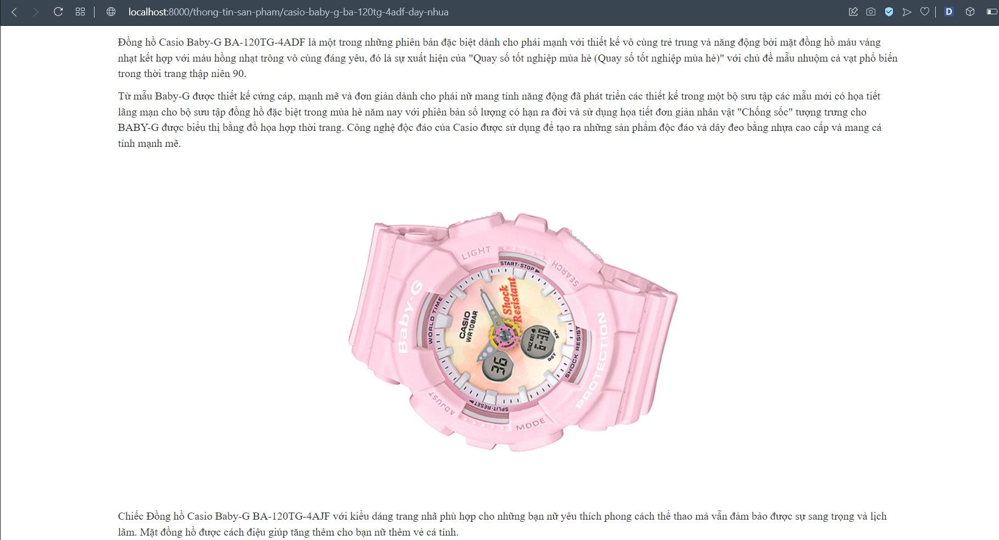 localhost:8000/thong-tin-san-pham/casio-baby-g-ba-120tg-4adf-day-nhua
D
Đồng hồ Casio Baby-G BA-120TG-4ADF là một trong những phiên bản đặc biệt dành cho phái mạnh với thiết kế vô cùng trẻ trung và năng động bởi mặt đồng hồ màu vàng
nhạt kết hợp với màu hồng nhạt trông vô cùng đáng yêu, đó là sự xuất hiện của "Quay số tốt nghiệp mùa hè (Quay số tốt nghiệp mùa hè)" với chủ đề mẫu nhuộm cà vạt phổ biến
trong thời trang thập niên 90.
Từ mẫu Baby-G được thiết kế cứng cáp, mạnh mẽ và đơn giản dành cho phái nữ mang tính năng động đã phát triển các thiết kế trong một bộ sưu tập các mẫu mới có họa tiết
lãng mạn cho bộ sưu tập đồng hồ đặc biệt trong mùa hè năm nay với phiên bản số lượng có hạn ra đời và sử dụng họa tiết đơn giản nhân vật "Chống sốc" tượng trưng cho
BABY-G được biểu thị bằng đồ họa hợp thời trang. Công nghệ độc đáo của Casio được sử dụng để tạo ra những sản phẩm độc đáo và dây đeo bằng nhựa cao cấp và mang cá
tính mạnh mẽ.
LIGHT
START·STOP
SEARCH
Baby-G
WORLD TIME
Shock
Resistant
CASIO
WR10BAR
SNZ
SPL
DST
36
SHOCK RESIST
PROTECTION
ADJUST
SPLIT·RESET
MODE
Chiếc Đồng hồ Casio Baby-G BA-120TG-4AJF với kiểu dáng trang nhã phù hợp cho những bạn nữ yêu thích phong cách thể thao mà vẫn đảm bảo được sự sang trọng và lịch
lãm. Mặt đồng hồ được cách điệu giúp tăng thêm cho bạn nữ thêm vẻ cá tính.